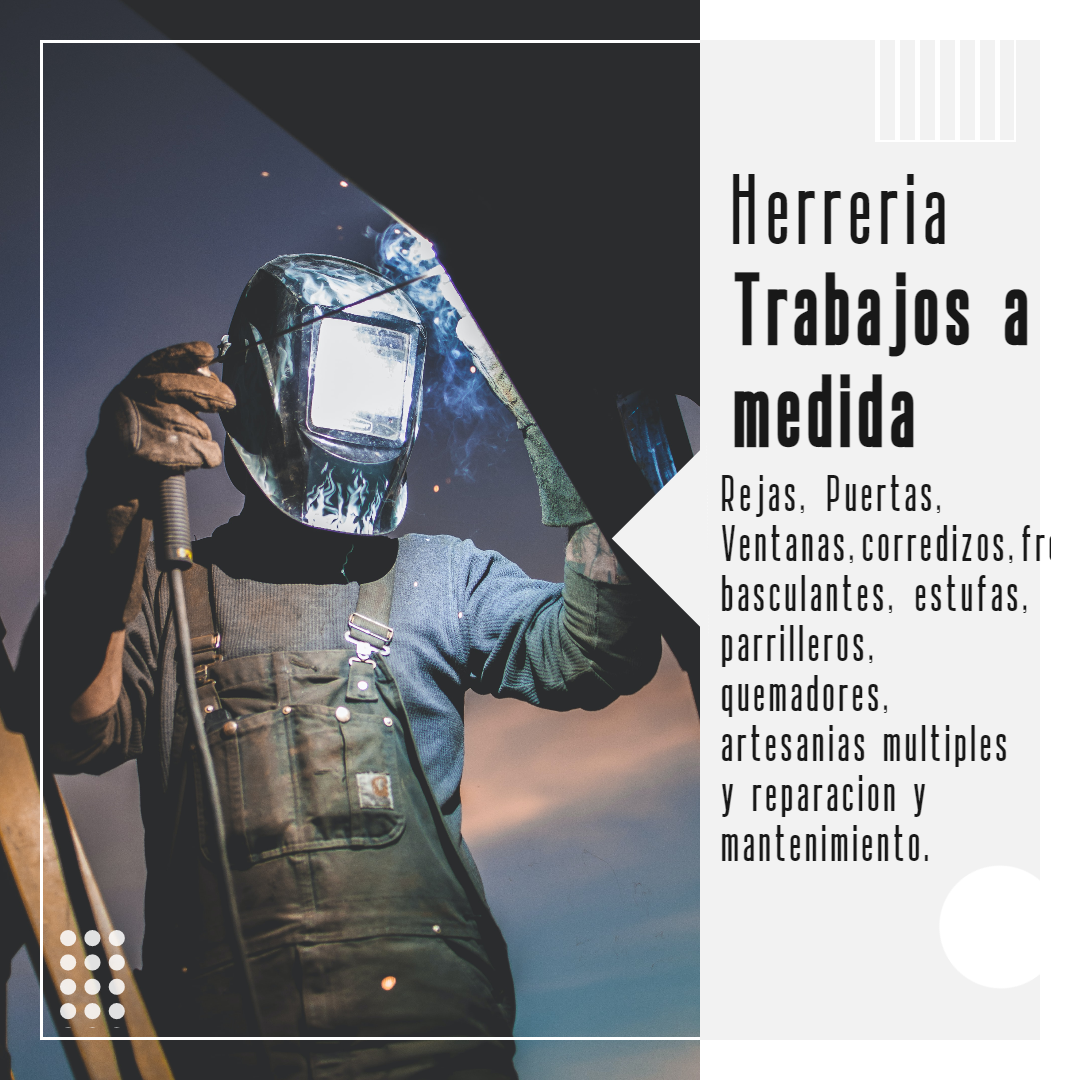 Herreria
Trabajos a
medida
Rejas, Puertas,
Ventanas,corredizos,
basculantes, estufas,
parrilleros,
quemadores,
artesanias multiples
y reparacion y
mantenimiento.